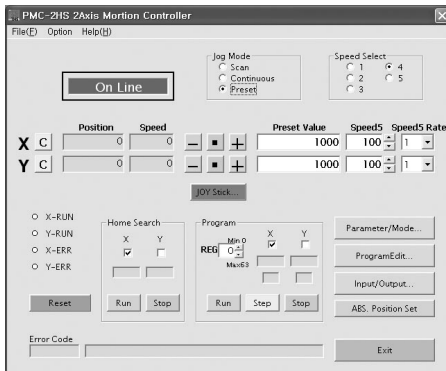 PMC-2HS 2Axis Mortion Controller
File(F) Option Help(H)
Jog Mode
Scan
Continuous
Preset
Speed Select
1 4
2 5
3
On Line
Position Speed Preset Value Speed5 Speed5 Rate
X C 0 0 − ■ + 1000 100 1
Y C 0 0 − ■ + 1000 100 1
JOY Stick...
X-RUN
Y-RUN
X-ERR
Y-ERR
Reset
Home Search
X Y
Run Stop
Program
X Y
REG Min 0
0
Max63
Run Step Stop
Parameter/Mode...
ProgramEdit...
Input/Output...
ABS. Position Set
Error Code
Exit